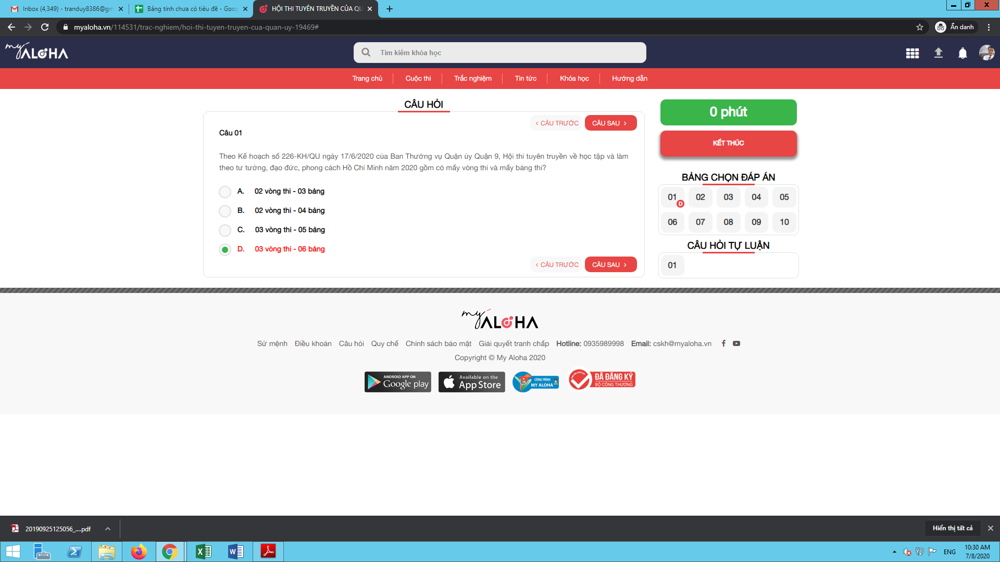 Inbox (4,349) - tranduy8386@gm
Bảng tính chưa có tiêu đề - Goog
HỘI THI TUYÊN TRUYỀN CỦA QU
myaloha.vn/114531/trac-nghiem/hoi-thi-tuyen-truyen-cua-quan-uy-19469#
Ẩn danh
my ALOHA
Tìm kiếm khóa học
Trang chủ
Cuộc thi
Trắc nghiệm
Tin tức
Khóa học
Hướng dẫn
CÂU HỎI
‹ CÂU TRƯỚC
CÂU SAU ›
Câu 01
Theo Kế hoạch số 226-KH/QU ngày 17/6/2020 của Ban Thường vụ Quận ủy Quận 9, Hội thi tuyên truyền về học tập và làm
theo tư tưởng, đạo đức, phong cách Hồ Chí Minh năm 2020 gồm có mấy vòng thi và mấy bảng thi?
A. 02 vòng thi - 03 bảng
B. 02 vòng thi - 04 bảng
C. 03 vòng thi - 05 bảng
D. 03 vòng thi - 06 bảng
‹ CÂU TRƯỚC
CÂU SAU ›
0 phút
KẾT THÚC
BẢNG CHỌN ĐÁP ÁN
01 D 02 03 04 05
06 07 08 09 10
CÂU HỎI TỰ LUẬN
01
my ALOHA
Sứ mệnh Điều khoản Câu hỏi Quy chế Chính sách bảo mật Giải quyết tranh chấp Hotline: 0935989998 Email: cskh@myaloha.vn
Copyright © My Aloha 2020
ANDROID APP ON
Google play
Available on the
App Store
CÔNG TRÌNH
MY ALOHA
ĐÃ ĐĂNG KÝ
BỘ CÔNG THƯƠNG
20190925125056_....pdf
Hiển thị tất cả
ENG
10:30 AM
7/8/2020